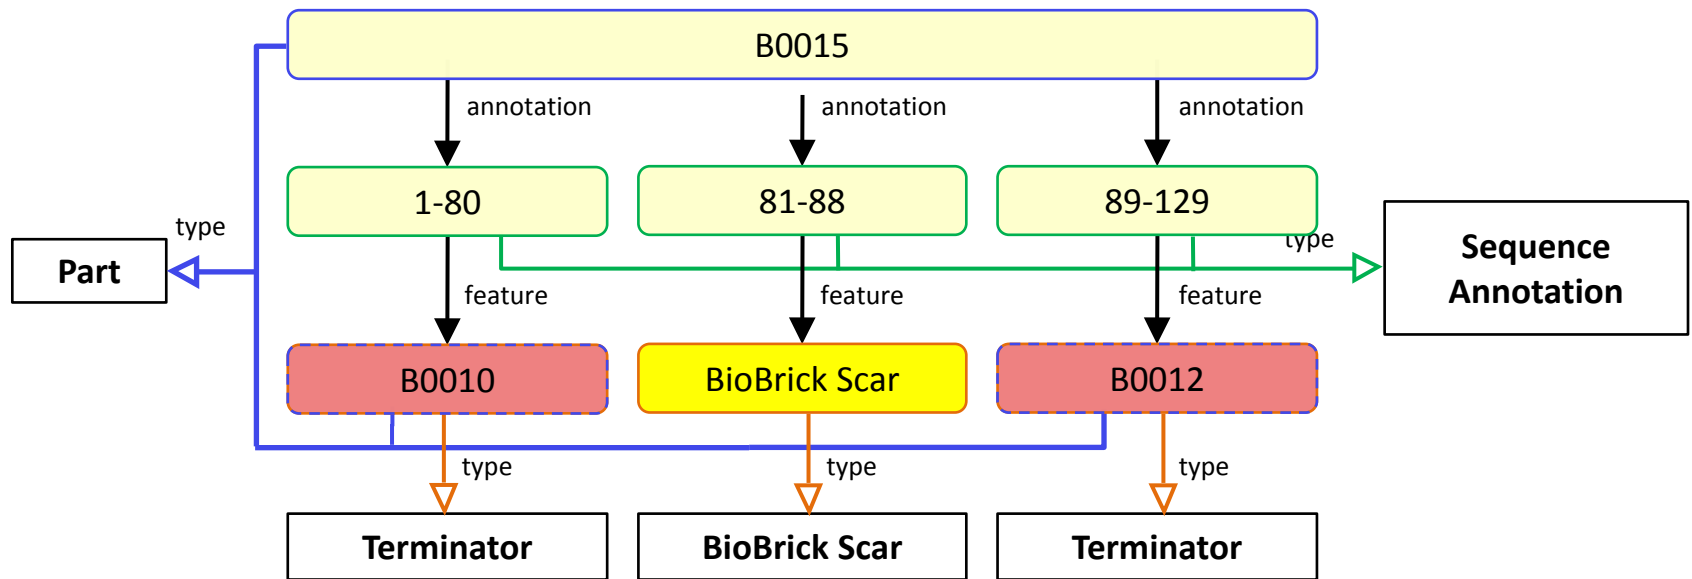 B0015
annotation
annotation
annotation
1-80
81-88
89-129
type
type
Part
Sequence
Annotation
feature
feature
feature
B0010
BioBrick Scar
B0012
type
type
type
Terminator
BioBrick Scar
Terminator